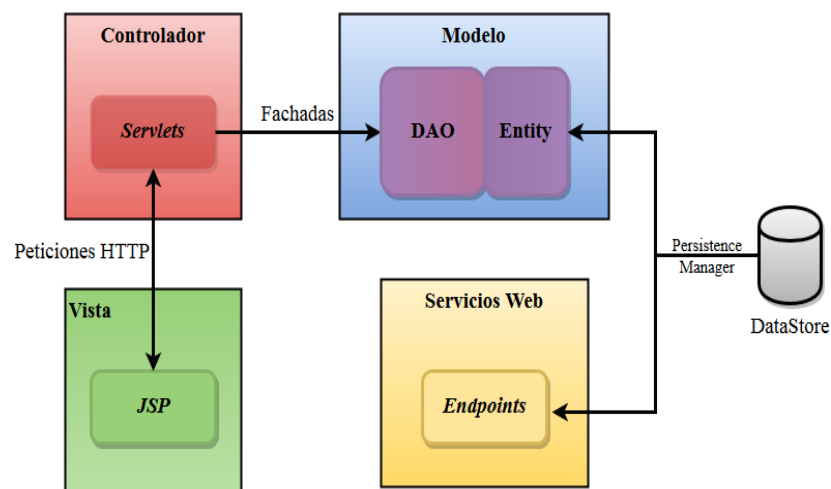 Controlador
Modelo
Servlets
Fachadas
DAO
Entity
Peticiones HTTP
Persistence
Manager
DataStore
Vista
JSP
Servicios Web
Endpoints